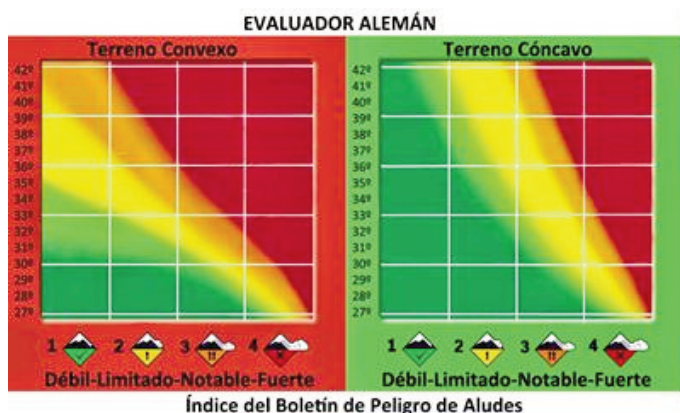 EVALUADOR ALEMÁN
Terreno Convexo
42º
41º
40º
39º
38º
37º
36º
35º
34º
33º
32º
31º
30º
29º
28º
27º
1 2 ! 3 !! 4
Débil-Limitado-Notable-Fuerte
Terreno Cóncavo
42º
41º
40º
39º
38º
37º
36º
35º
34º
33º
32º
31º
30º
29º
28º
27º
1 2 ! 3 !! 4
Débil-Limitado-Notable-Fuerte
Índice del Boletín de Peligro de Aludes